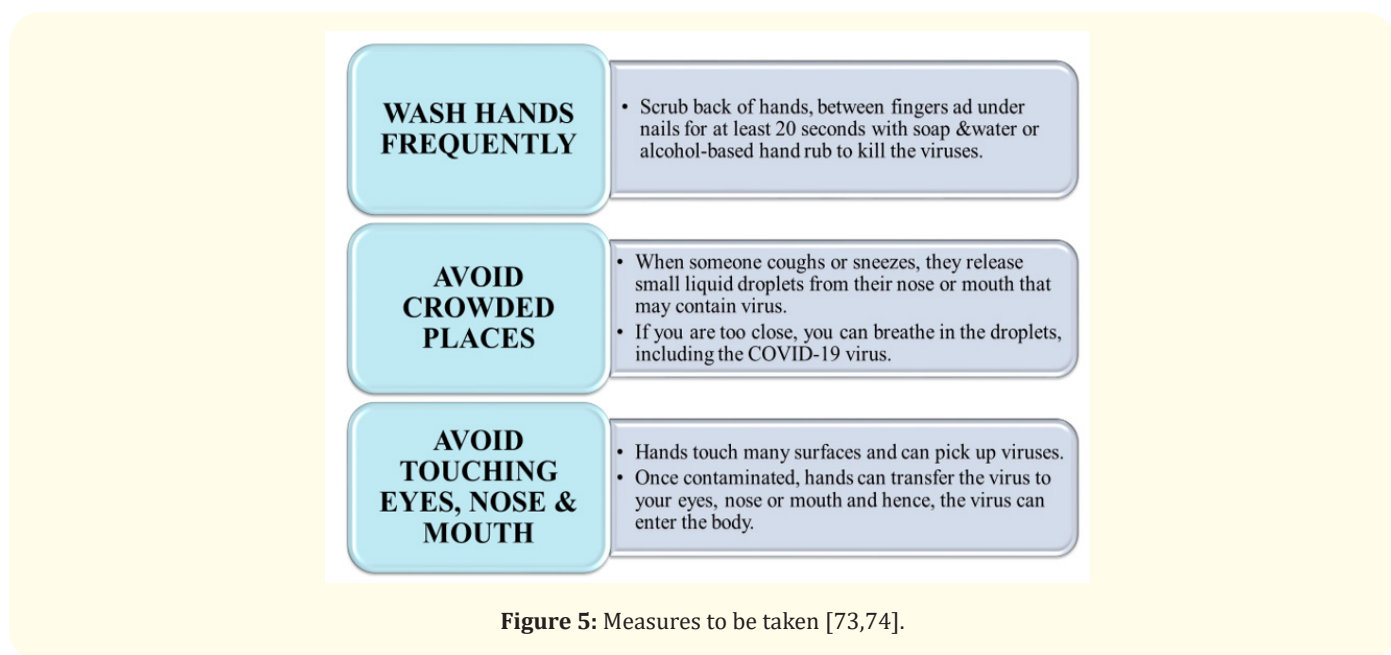 WASH HANDS
FREQUENTLY
• Scrub back of hands, between fingers ad under
nails for at least 20 seconds with soap &water or
alcohol-based hand rub to kill the viruses.
AVOID
CROWDED
PLACES
• When someone coughs or sneezes, they release
small liquid droplets from their nose or mouth that
may contain virus.
• If you are too close, you can breathe in the droplets,
including the COVID-19 virus.
AVOID
TOUCHING
EYES, NOSE &
MOUTH
• Hands touch many surfaces and can pick up viruses.
• Once contaminated, hands can transfer the virus to
your eyes, nose or mouth and hence, the virus can
enter the body.
Figure 5: Measures to be taken [73,74].